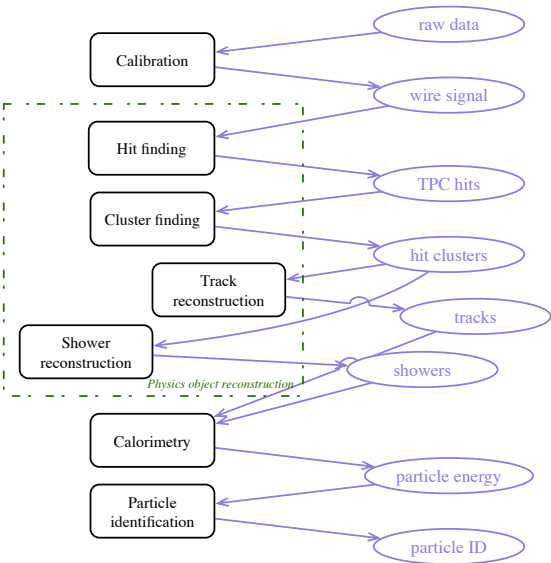 raw data
Calibration
wire signal
Hit finding
TPC hits
Cluster finding
hit clusters
Track
reconstruction
tracks
Shower
reconstruction
showers
Physics object reconstruction
Calorimetry
particle energy
Particle
identification
particle ID